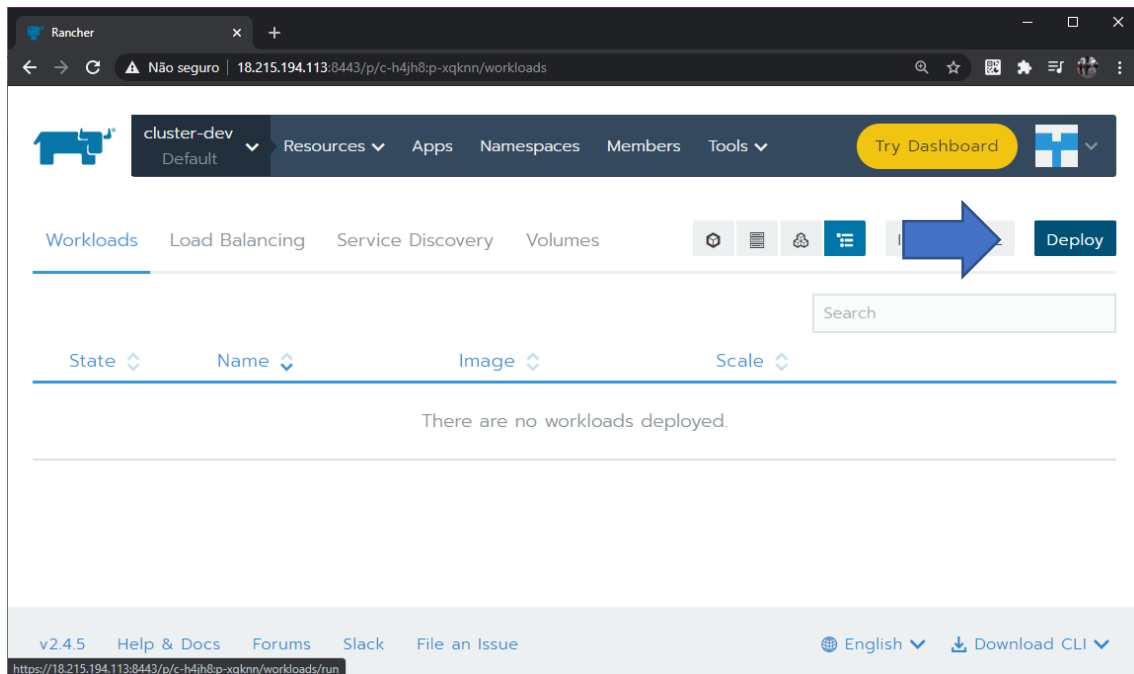 Rancher
Não seguro | 18.215.194.113:8443/p/c-h4jh8:p-xqknn/workloads
cluster-dev
Default
Resources Apps Namespaces Members Tools Try Dashboard
Workloads Load Balancing Service Discovery Volumes Deploy
Search
State Name Image Scale
There are no workloads deployed.
v2.4.5 Help & Docs Forums Slack File an Issue English Download CLI
https://18.215.194.113:8443/p/c-h4jh8:p-xqknn/workloads/run